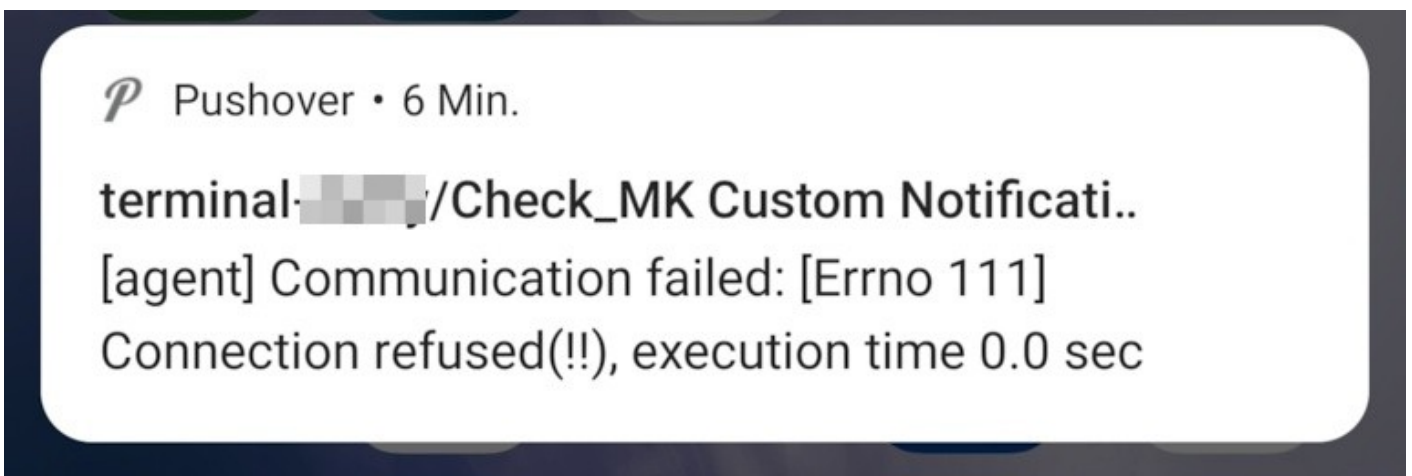 Pushover • 6 Min.
terminal- /Check_MK Custom Notificati..
[agent] Communication failed: [Errno 111]
Connection refused(!!), execution time 0.0 sec